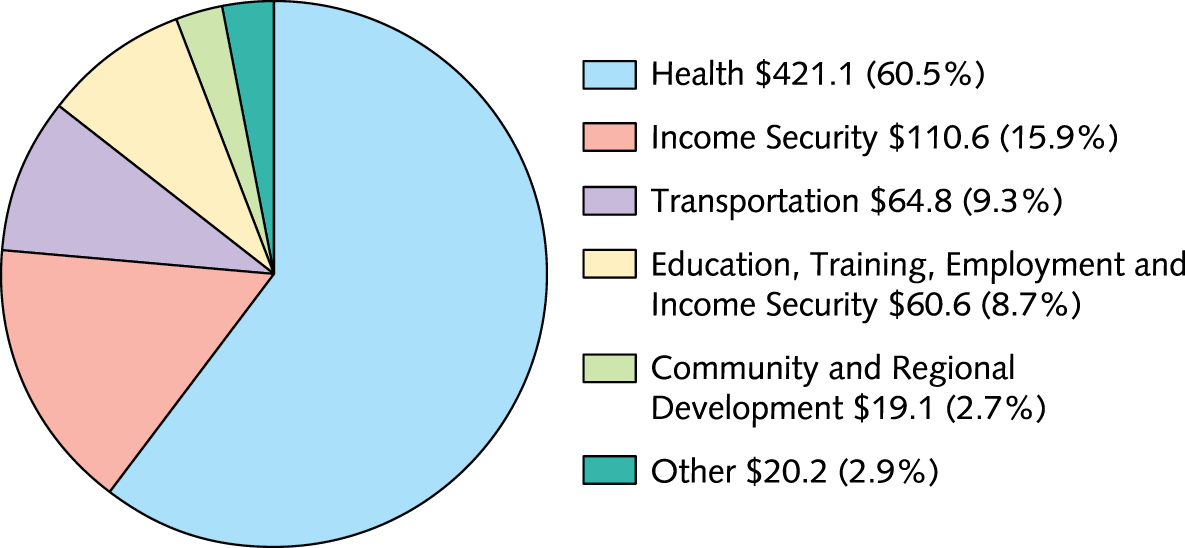 Health $421.1 (60.5%)
Income Security $110.6 (15.9%)
Transportation $64.8 (9.3%)
Education, Training, Employment and
Income Security $60.6 (8.7%)
Community and Regional
Development $19.1 (2.7%)
Other $20.2 (2.9%)